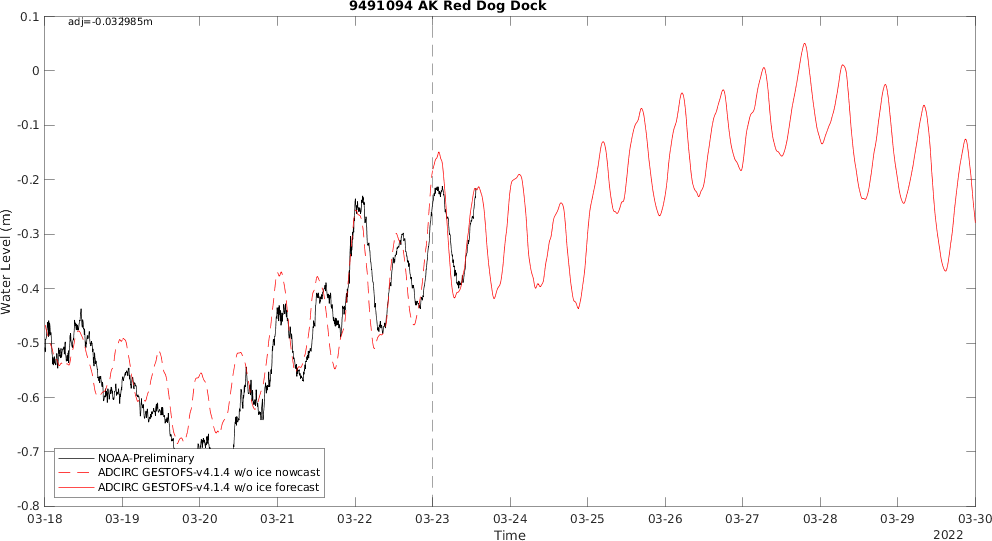 9491094 AK Red Dog Dock
adj=-0.032985m
0.1
0
-0.1
-0.2
-0.3
-0.4
-0.5
-0.6
-0.7
-0.8
Water Level (m)
NOAA-Preliminary
ADCIRC GESTOFS-v4.1.4 w/o ice nowcast
ADCIRC GESTOFS-v4.1.4 w/o ice forecast
03-18 03-19 03-20 03-21 03-22 03-23 03-24 03-25 03-26 03-27 03-28 03-29 03-30
Time
2022